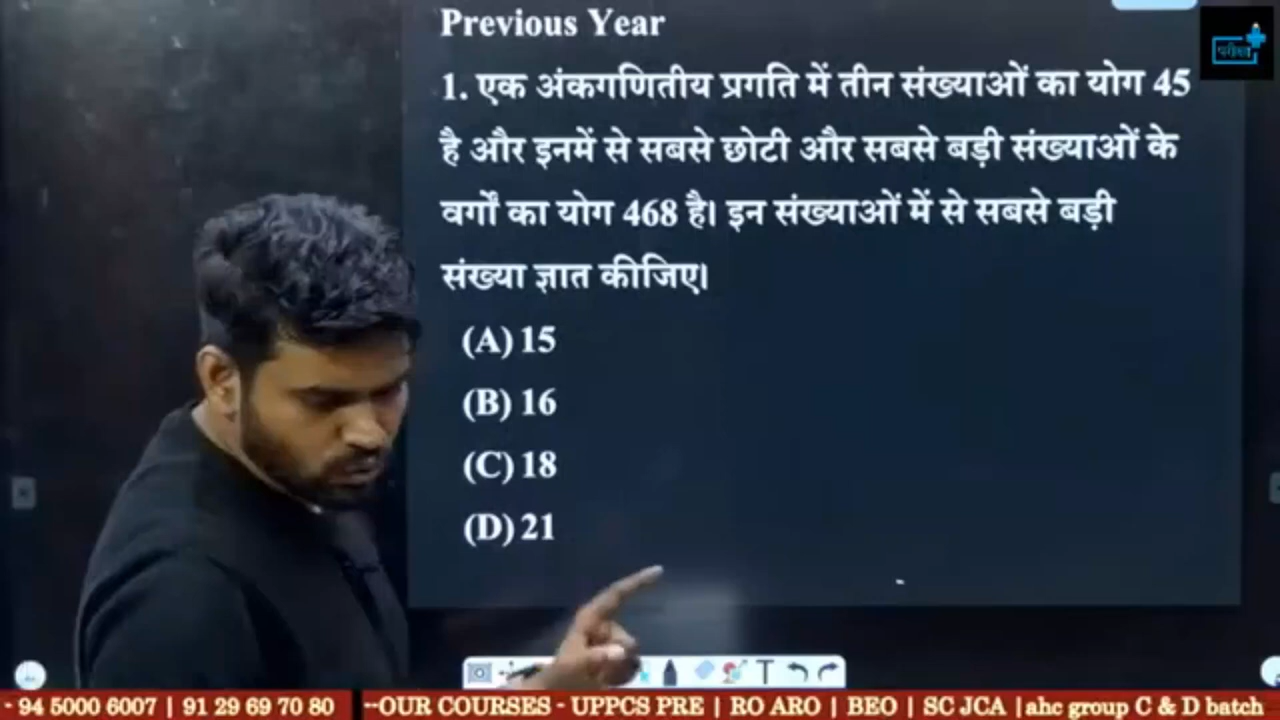 Previous Year
परीक्षा
1. एक अंकगणितीय प्रगति में तीन संख्याओं का योग 45
है और इनमें से सबसे छोटी और सबसे बड़ी संख्याओं के
वर्गों का योग 468 है। इन संख्याओं में से सबसे बड़ी
संख्या ज्ञात कीजिए।
(A) 15
(B) 16
(C) 18
(D) 21
T
- 94 5000 6007 | 91 29 69 70 80 --OUR COURSES - UPPCS PRE | RO ARO | BEO | SC JCA |ahc group C & D batch